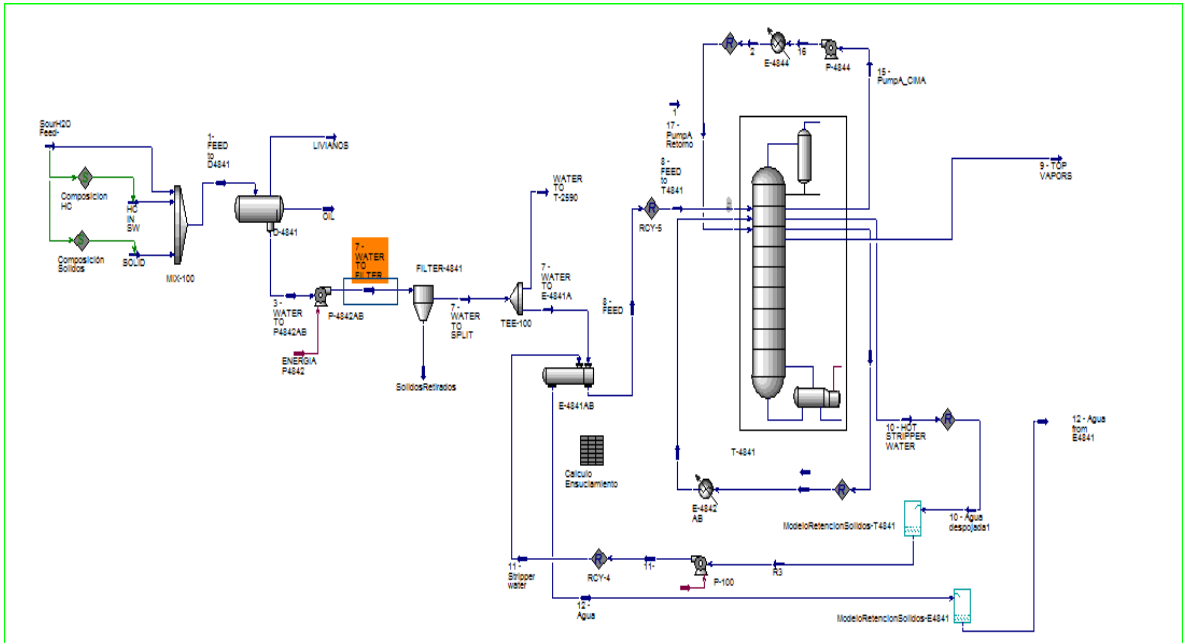 SourH2O
Feed-
Composicion
HC
HC
IN
SW
Composición
Solidos
SOLID
MIX-100
1-
FEED
to
D4841
LIVIANOS
OIL
D-4841
3 -
WATER
TO
P4842AB
P-4842AB
ENERGIA
P4842
7 -
WATER
TO
FILTER
FILTER-4841
SolidosRetirados
7 -
WATER
TO
SPLIT
TEE-100
WATER
TO
T-2990
7 -
WATER
TO
E-4841A
E-4841AB
8 - FEED
RCY-5
8 -
FEED
to
T4841
1
17 -
PumpA
Retorno
R
2
E-4844
16
P-4844
15 -
PumpA_CIMA
9 - TOP
VAPORS
T-4841
10 - HOT
STRIPPER
WATER
R
12 - Agua
from
E4841
Calculo
Ensuciamiento
E-4842
AB
R
10 - Agua
despojada1
ModeloRetencionSolidos-T4841
11 -
Stripper
water
RCY-4
11-
P-100
R3
12 -
Agua
ModeloRetencionSolidos-E4841